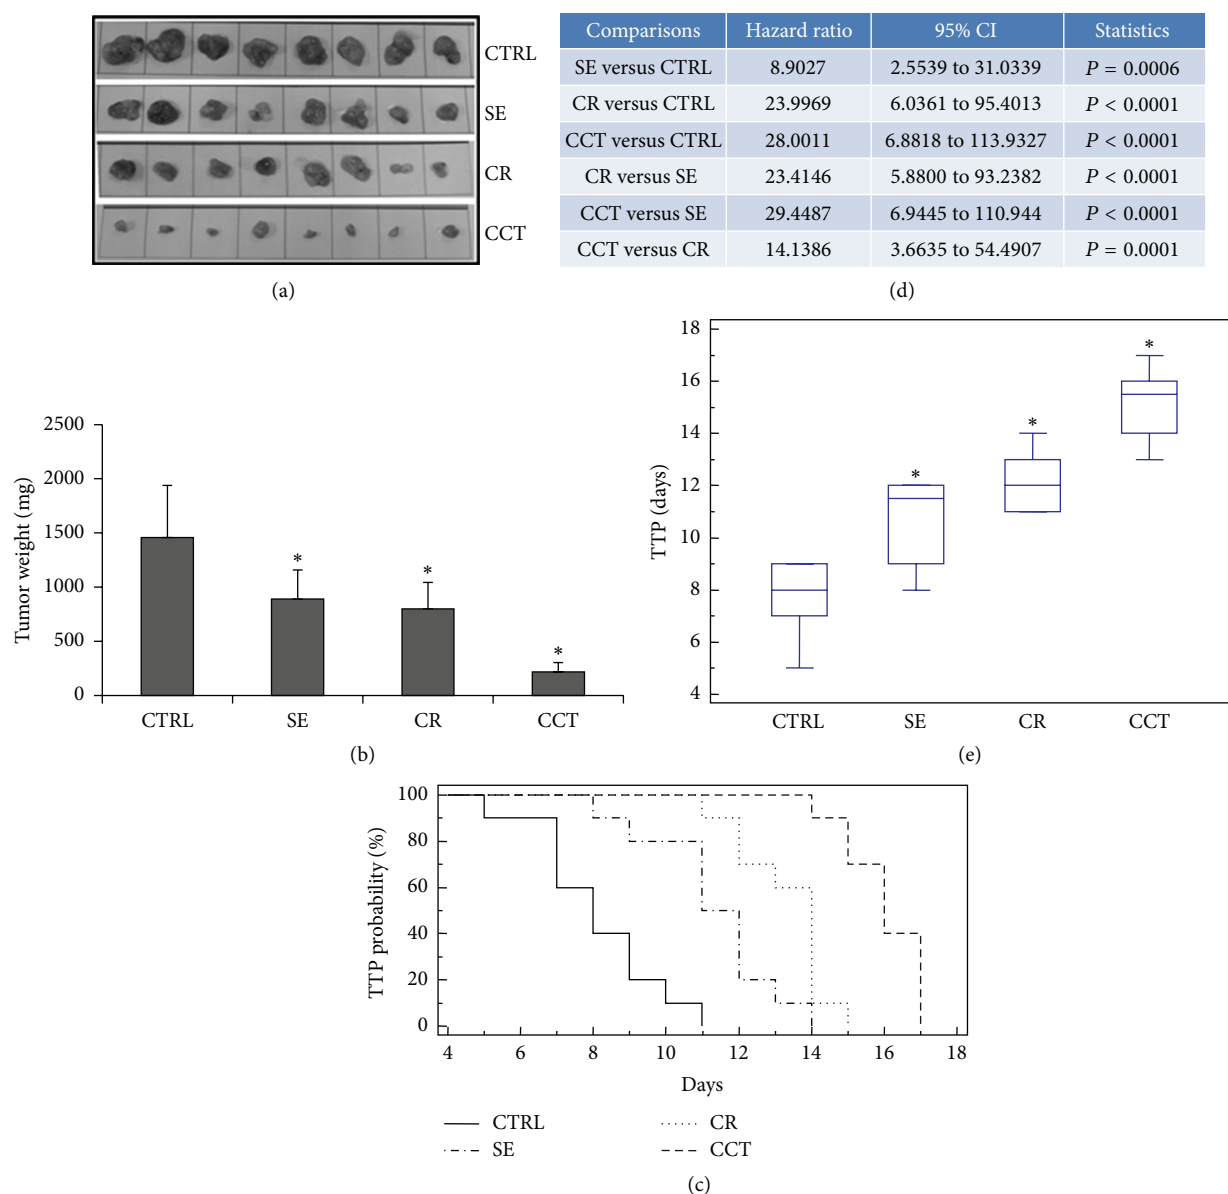 CTRL
SE
CR
CCT
(a)
Comparisons Hazard ratio 95% CI Statistics
SE versus CTRL 8.9027 2.5539 to 31.0339 P = 0.0006
CR versus CTRL 23.9969 6.0361 to 95.4013 P < 0.0001
CCT versus CTRL 28.0011 6.8818 to 113.9327 P < 0.0001
CR versus SE 23.4146 5.8800 to 93.2382 P < 0.0001
CCT versus SE 29.4487 6.9445 to 110.944 P < 0.0001
CCT versus CR 14.1386 3.6635 to 54.4907 P = 0.0001
(d)
Tumor weight (mg)
2500
2000
1500
1000
500
0
* * *
CTRL SE CR CCT
(b)
TTP (days)
18
16
14
12
10
8
6
4
* * *
CTRL SE CR CCT
(e)
TTP probability (%)
100
80
60
40
20
0
4 6 8 10 12 14 16 18
Days
CTRL CR
SE CCT
(c)